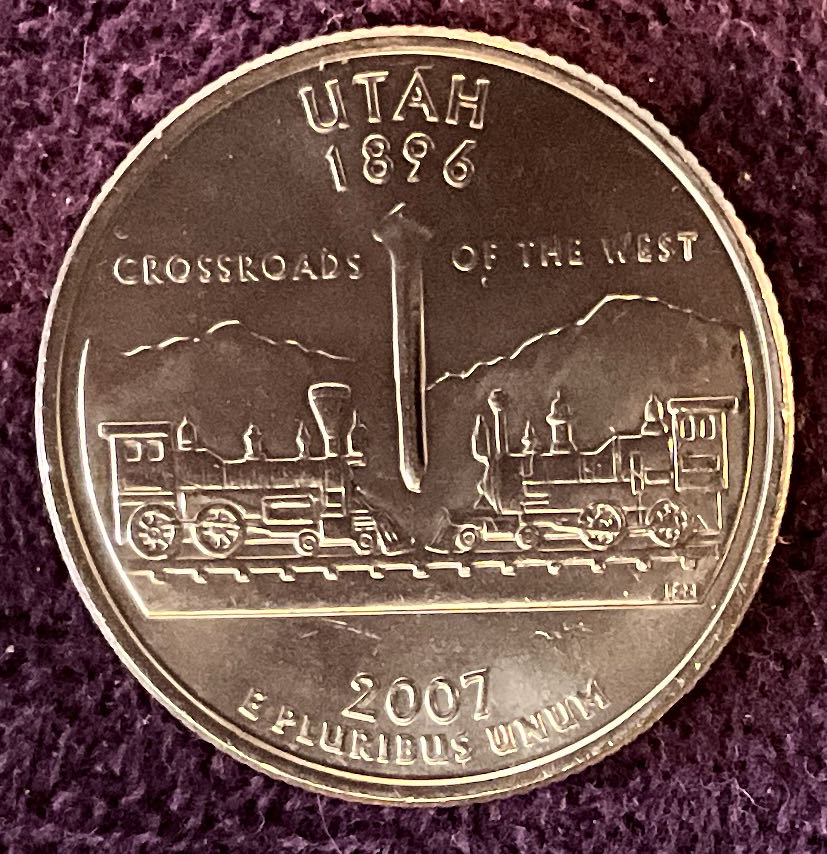 UTAH
1896
CROSSROADS OF THE WEST
2007
E PLURIBUS UNUM